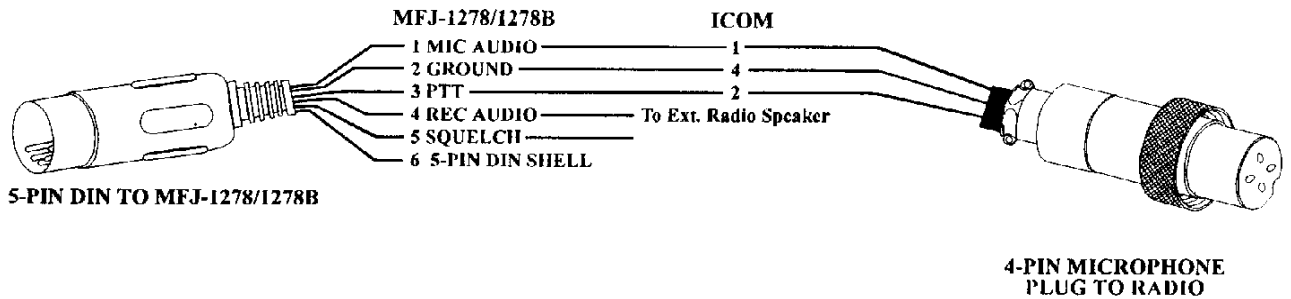 MFJ-1278/1278B ICOM
1 MIC AUDIO 1
2 GROUND 4
3 PTT 2
4 REC AUDIO To Ext. Radio Speaker
5 SQUELCH
6 5-PIN DIN SHELL
5-PIN DIN TO MFJ-1278/1278B
4-PIN MICROPHONE
PLUG TO RADIO